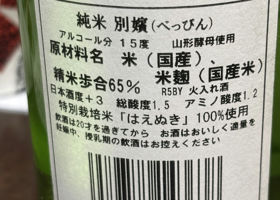 純米 別嬪(べっぴん)
アルコール分 15度 山形酵母使用
原材料名 米(国産)、
米麹(国産米)
精米歩合65% R5BY 火入れ酒
日本酒度+3 総酸度1.5 アミノ酸度1.2
特別栽培米「はえぬき」100%使用
飲酒は20才を過ぎてから お酒はおいしく適量を
妊娠中、授乳期の飲酒はお控えください